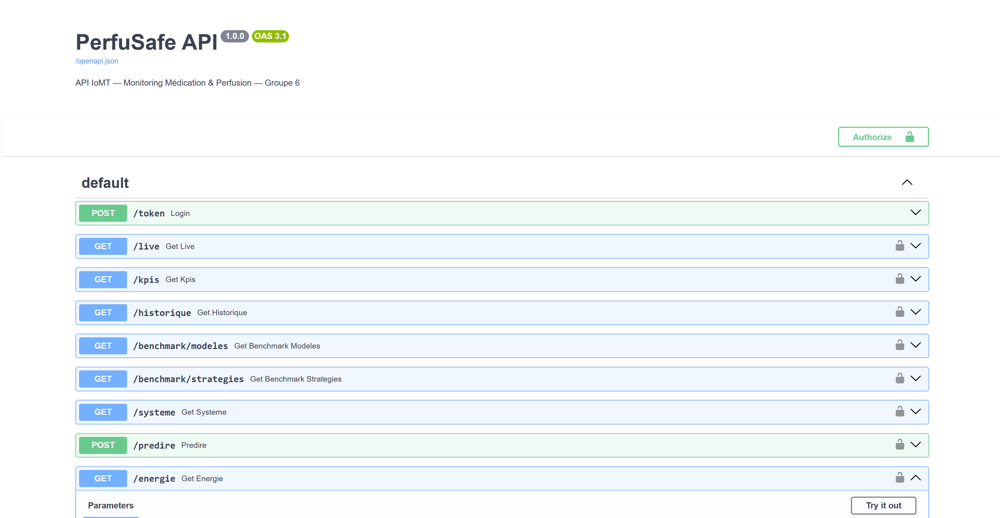 PerfuSafe API 1.0.0 OAS 3.1
/openapi.json
API IoMT — Monitoring Médication & Perfusion — Groupe 6
Authorize
default
POST /token Login
GET /live Get Live
GET /kpis Get Kpis
GET /historique Get Historique
GET /benchmark/modeles Get Benchmark Modeles
GET /benchmark/strategies Get Benchmark Strategies
GET /systeme Get Systeme
POST /predire Predire
GET /energie Get Energie
Parameters Try it out